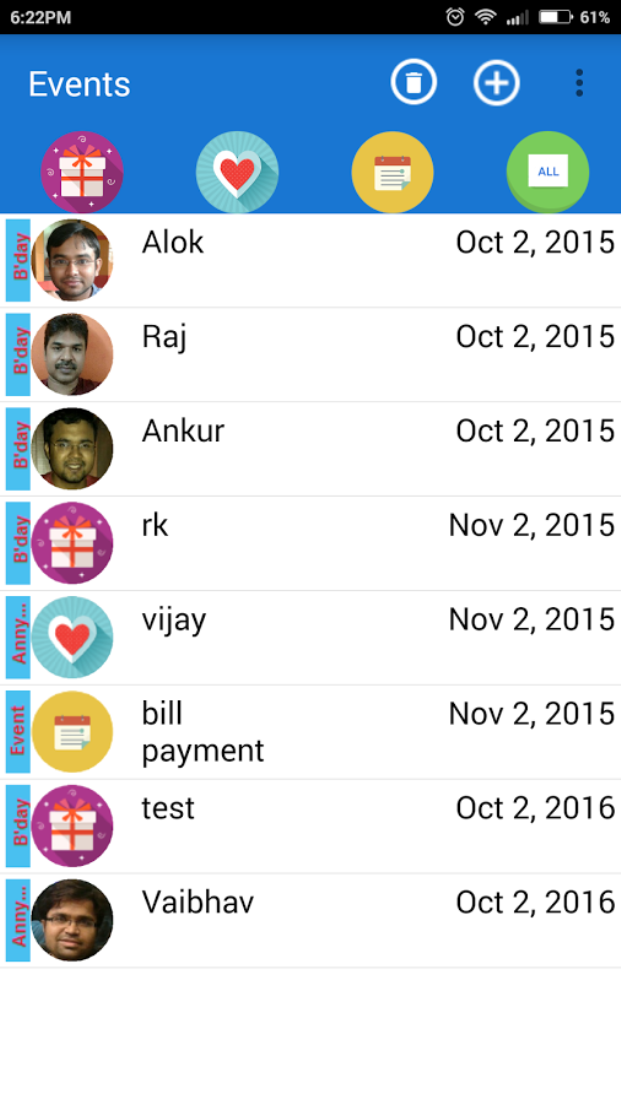 6:22PM 61%
Events
ALL
B'day Alok Oct 2, 2015
B'day Raj Oct 2, 2015
B'day Ankur Oct 2, 2015
B'day rk Nov 2, 2015
Anny... vijay Nov 2, 2015
Event bill Nov 2, 2015
payment
B'day test Oct 2, 2016
Anny... Vaibhav Oct 2, 2016